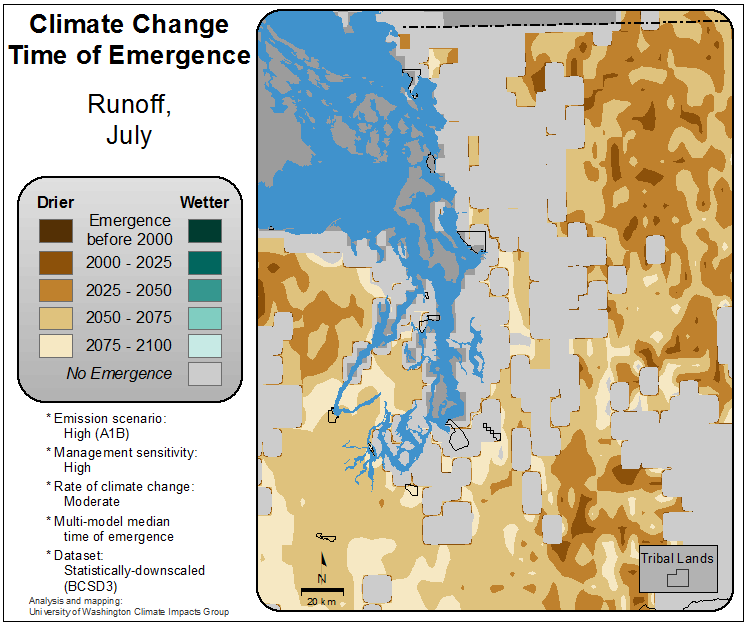 Climate Change
Time of Emergence
Runoff,
July
Drier Wetter
Emergence
before 2000
2000 - 2025
2025 - 2050
2050 - 2075
2075 - 2100
No Emergence
* Emission scenario:
High (A1B)
* Management sensitivity:
High
* Rate of climate change:
Moderate
* Multi-model median
time of emergence
* Dataset:
Statistically-downscaled
(BCSD3)
Analysis and mapping:
University of Washington Climate Impacts Group
N
20 km
Tribal Lands